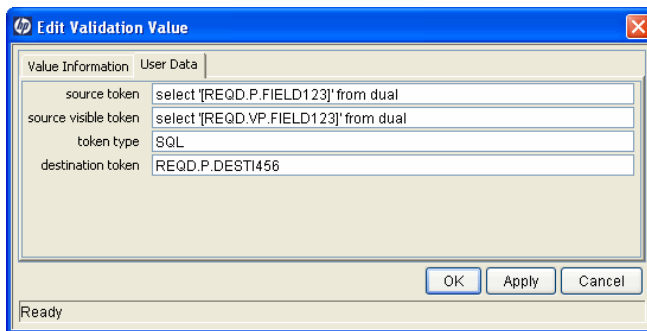 hp Edit Validation Value
Value Information User Data
source token select '[REQD.P.FIELD123]' from dual
source visible token select '[REQD.VP.FIELD123]' from dual
token type SQL
destination token REQD.P.DESTI456
OK Apply Cancel
Ready